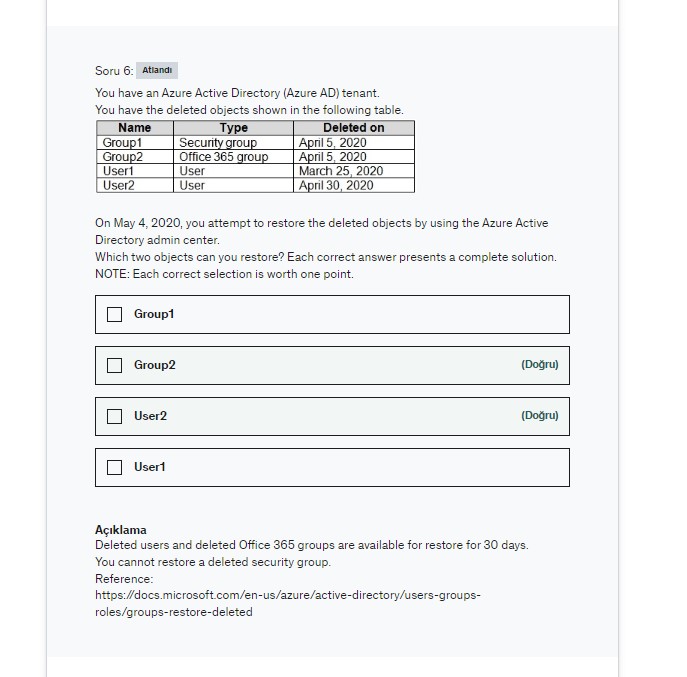 Soru 6: Atlandı
You have an Azure Active Directory (Azure AD) tenant.
You have the deleted objects shown in the following table.
Name Type Deleted on
Group1 Security group April 5, 2020
Group2 Office 365 group April 5, 2020
User1 User March 25, 2020
User2 User April 30, 2020
On May 4, 2020, you attempt to restore the deleted objects by using the Azure Active
Directory admin center.
Which two objects can you restore? Each correct answer presents a complete solution.
NOTE: Each correct selection is worth one point.
Group1
Group2 (Doğru)
User2 (Doğru)
User1
Açıklama
Deleted users and deleted Office 365 groups are available for restore for 30 days.
You cannot restore a deleted security group.
Reference:
https://docs.microsoft.com/en-us/azure/active-directory/users-groups-
roles/groups-restore-deleted